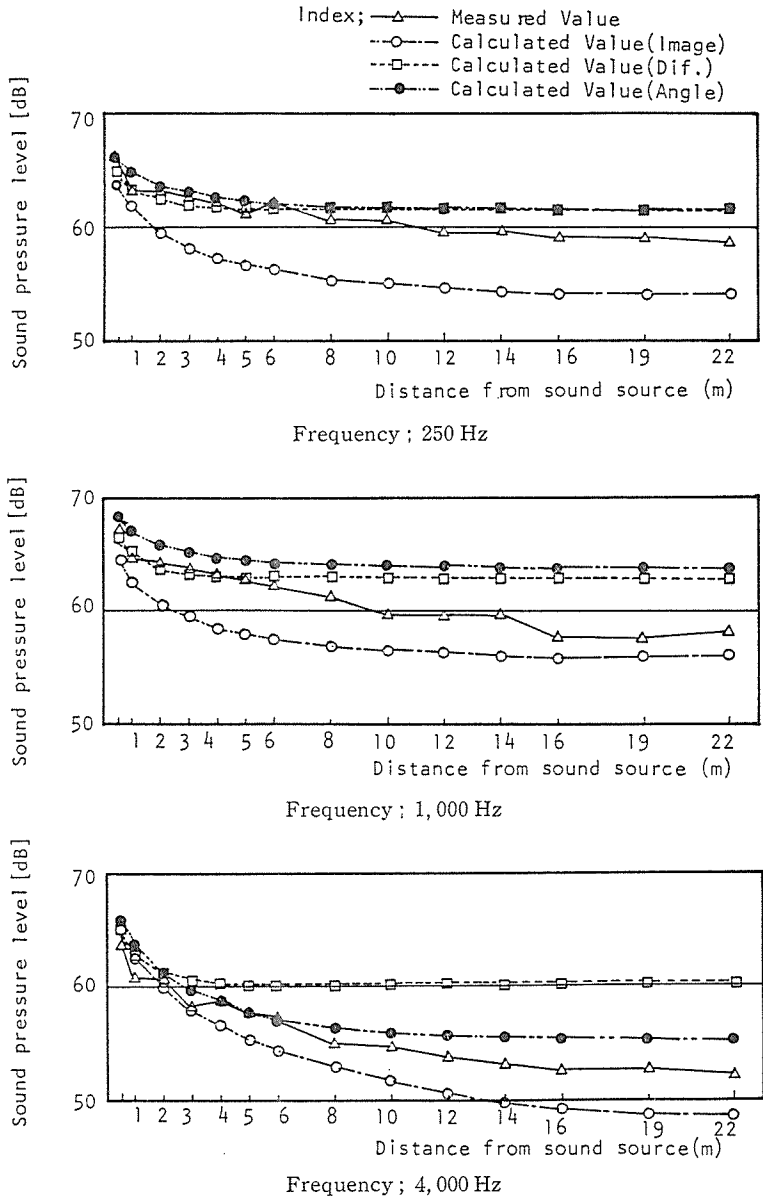 Index; Measured Value
Calculated Value(Image)
Calculated Value(Dif.)
Calculated Value(Angle)
Sound pressure level [dB]
70
60
50
1 2 3 4 5 6 8 10 12 14 16 19 22
Distance from sound source (m)
Frequency ; 250 Hz
Sound pressure level [dB]
70
60
50
1 2 3 4 5 6 8 10 12 14 16 19 22
Distance from sound source (m)
Frequency ; 1,000 Hz
Sound pressure level [dB]
70
60
50
1 2 3 4 5 6 8 10 12 14 16 19 22
Distance from sound source(m)
Frequency ; 4,000 Hz